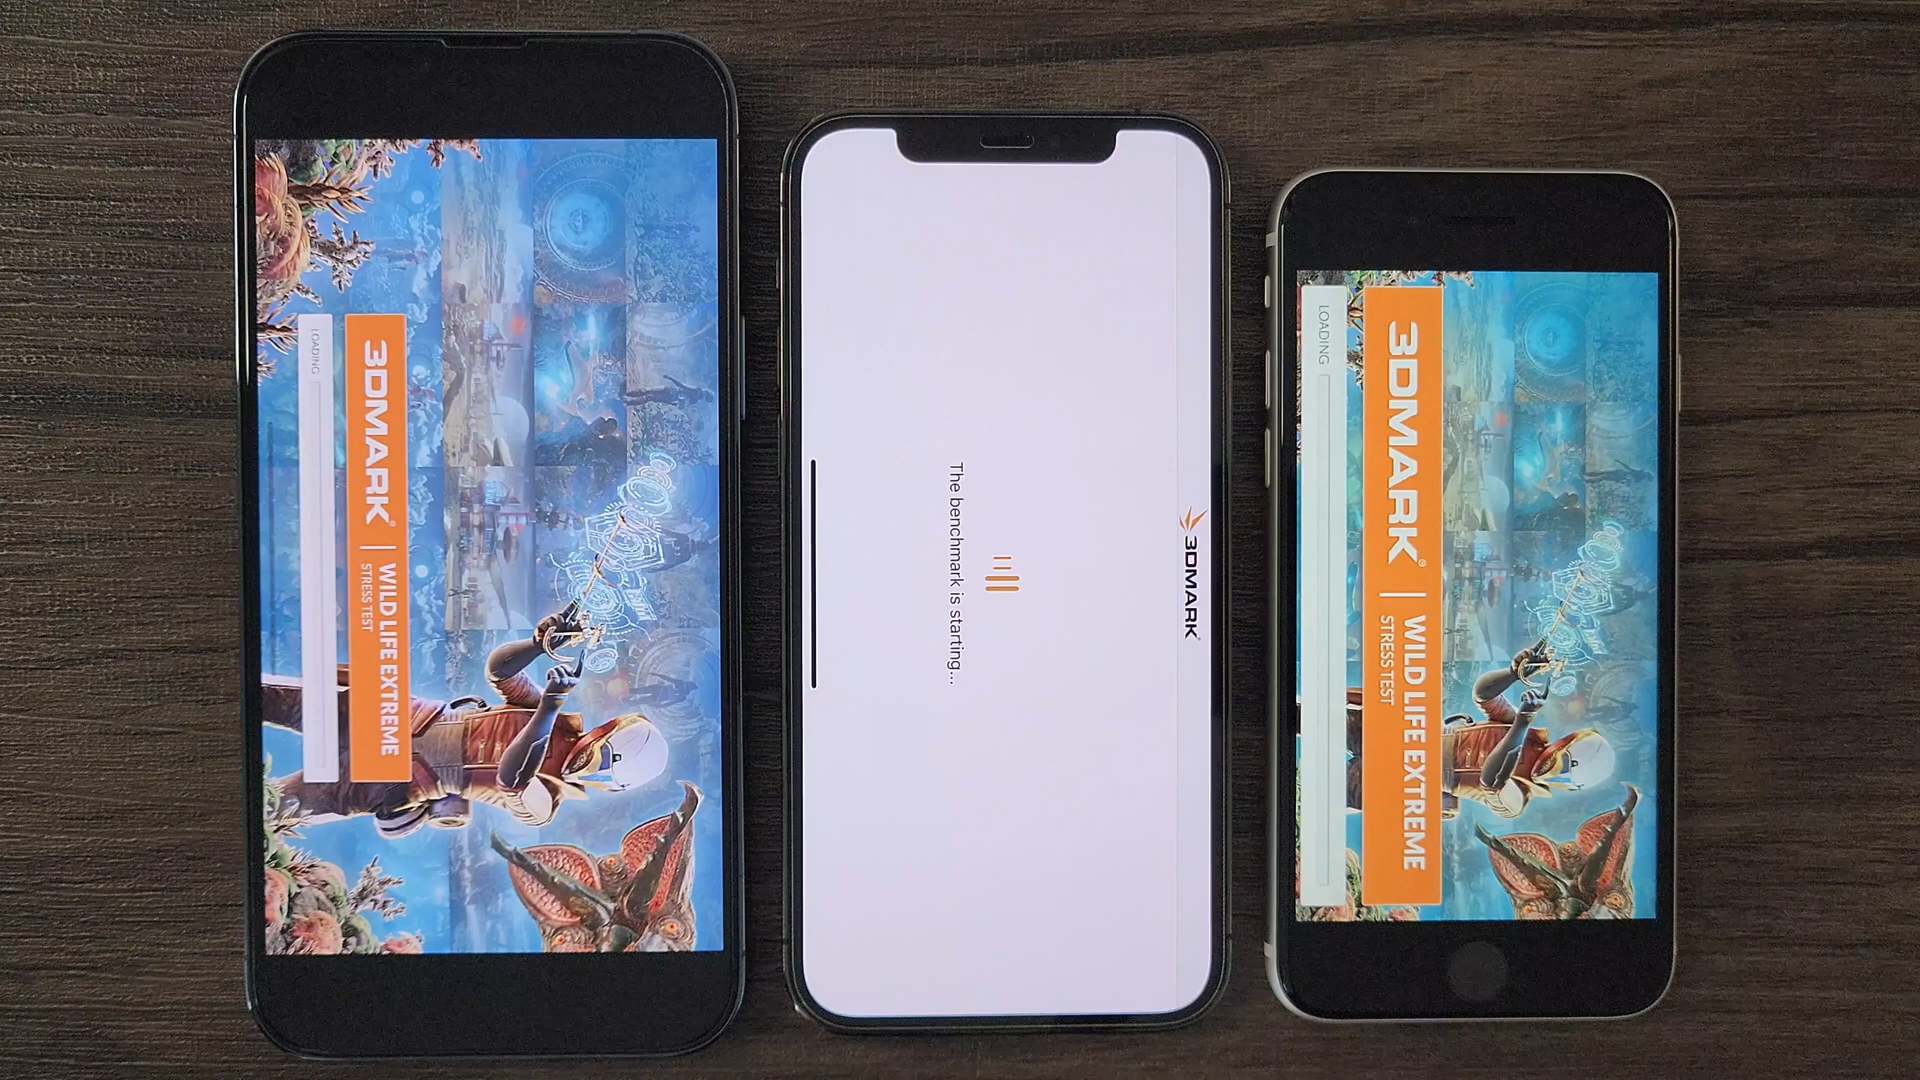 LOADING
3DMARK® | WILD LIFE EXTREME
STRESS TEST
3DMARK
The benchmark is starting...
LOADING
3DMARK® | WILD LIFE EXTREME
STRESS TEST